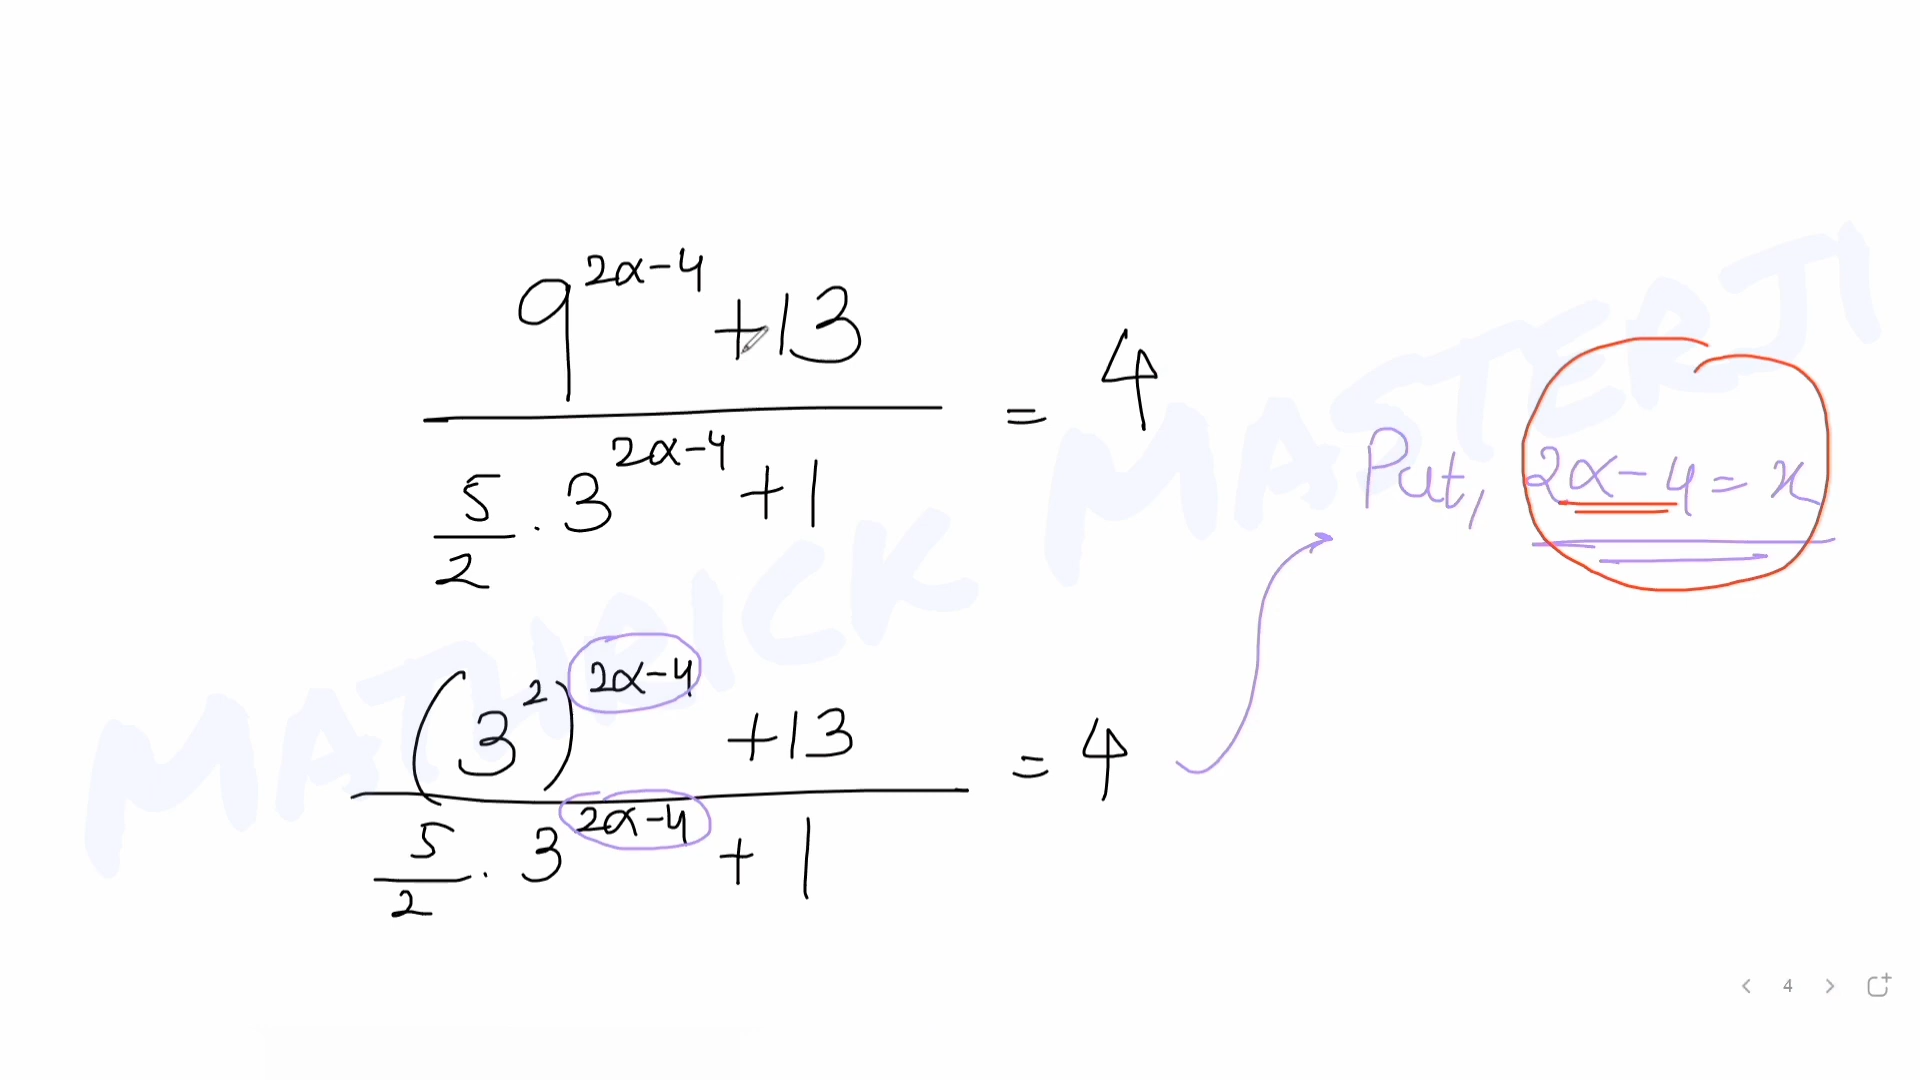 9^(2α-4) + 13
5/2 . 3^(2α-4) + 1
= 4
Put, 2α - 4 = x
(3^2)^(2α-4) + 13
5/2 . 3^(2α-4) + 1
= 4
MATHPICK MASTERJI
4